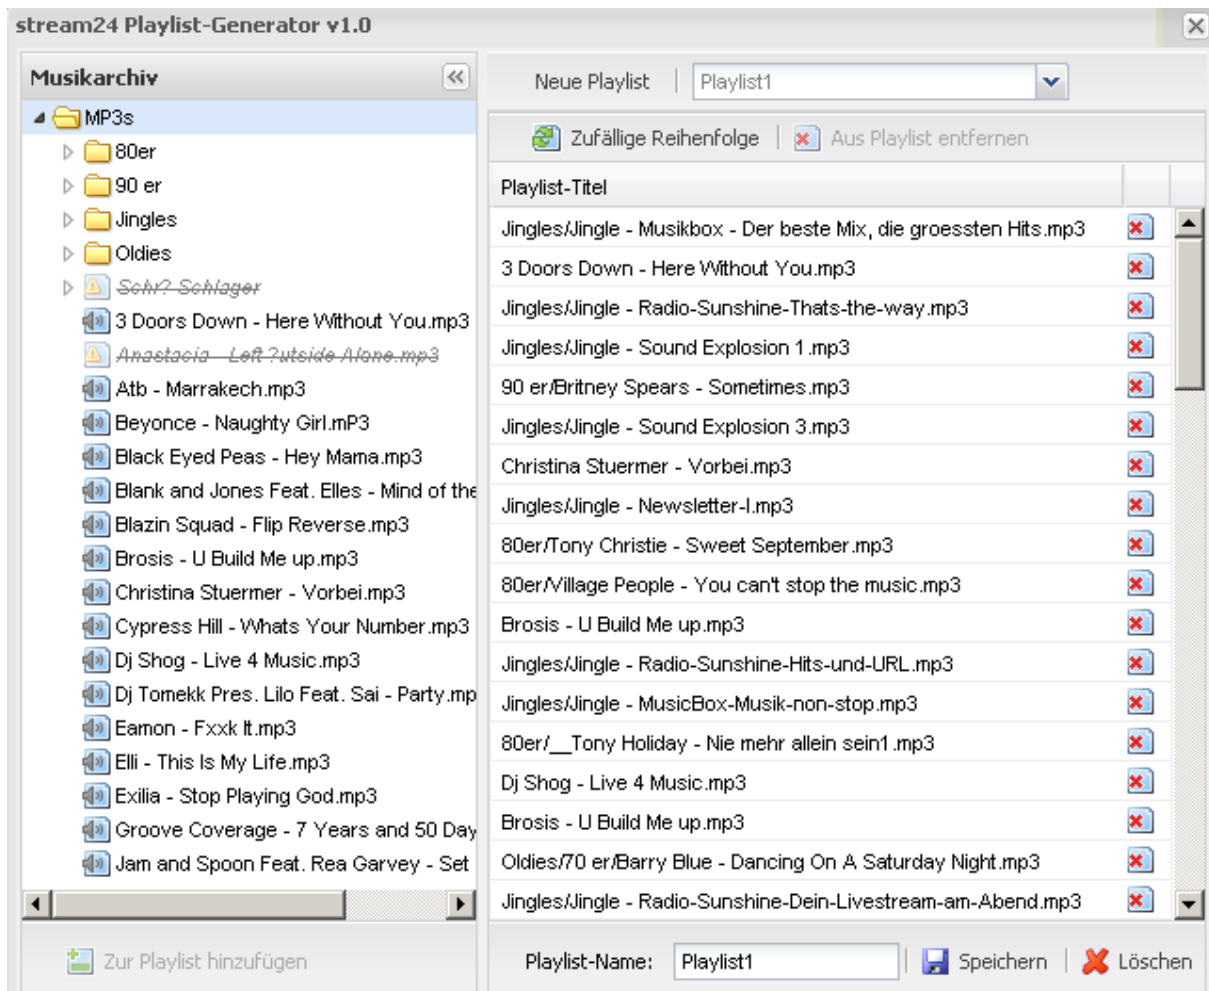 stream24 Playlist-Generator v1.0
Musikarchiv
MP3s
80er
90 er
Jingles
Oldies
Schr? Schlager
3 Doors Down - Here Without You.mp3
Anastacia - Left ?utside Alone.mp3
Atb - Marrakech.mp3
Beyonce - Naughty Girl.mP3
Black Eyed Peas - Hey Mama.mp3
Blank and Jones Feat. Elles - Mind of the
Blazin Squad - Flip Reverse.mp3
Brosis - U Build Me up.mp3
Christina Stuermer - Vorbei.mp3
Cypress Hill - Whats Your Number.mp3
Dj Shog - Live 4 Music.mp3
Dj Tomekk Pres. Lilo Feat. Sai - Party.mp
Eamon - Fxxk It.mp3
Elli - This Is My Life.mp3
Exilia - Stop Playing God.mp3
Groove Coverage - 7 Years and 50 Day
Jam and Spoon Feat. Rea Garvey - Set
Zur Playlist hinzufügen
Neue Playlist
Playlist1
Zufällige Reihenfolge
Aus Playlist entfernen
Playlist-Titel
Jingles/Jingle - Musikbox - Der beste Mix, die groessten Hits.mp3
3 Doors Down - Here Without You.mp3
Jingles/Jingle - Radio-Sunshine-Thats-the-way.mp3
Jingles/Jingle - Sound Explosion 1.mp3
90 er/Britney Spears - Sometimes.mp3
Jingles/Jingle - Sound Explosion 3.mp3
Christina Stuermer - Vorbei.mp3
Jingles/Jingle - Newsletter-I.mp3
80er/Tony Christie - Sweet September.mp3
80er/Village People - You can't stop the music.mp3
Brosis - U Build Me up.mp3
Jingles/Jingle - Radio-Sunshine-Hits-und-URL.mp3
Jingles/Jingle - MusicBox-Musik-non-stop.mp3
80er/__Tony Holiday - Nie mehr allein sein1.mp3
Dj Shog - Live 4 Music.mp3
Brosis - U Build Me up.mp3
Oldies/70 er/Barry Blue - Dancing On A Saturday Night.mp3
Jingles/Jingle - Radio-Sunshine-Dein-Livestream-am-Abend.mp3
Playlist-Name:
Playlist1
Speichern
Löschen